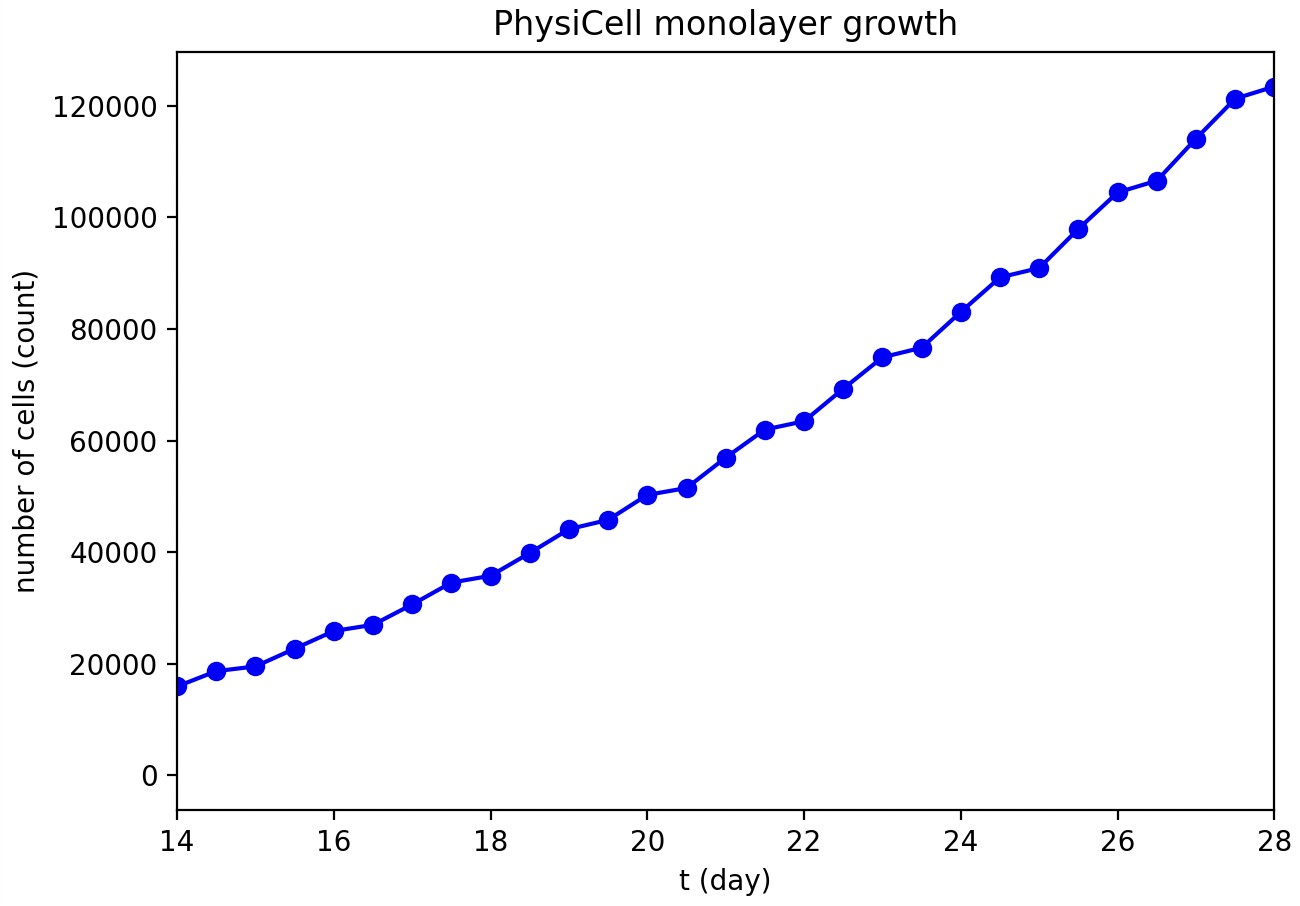 PhysiCell monolayer growth
120000
100000
80000
60000
40000
20000
0
number of cells (count)
14 16 18 20 22 24 26 28
t (day)